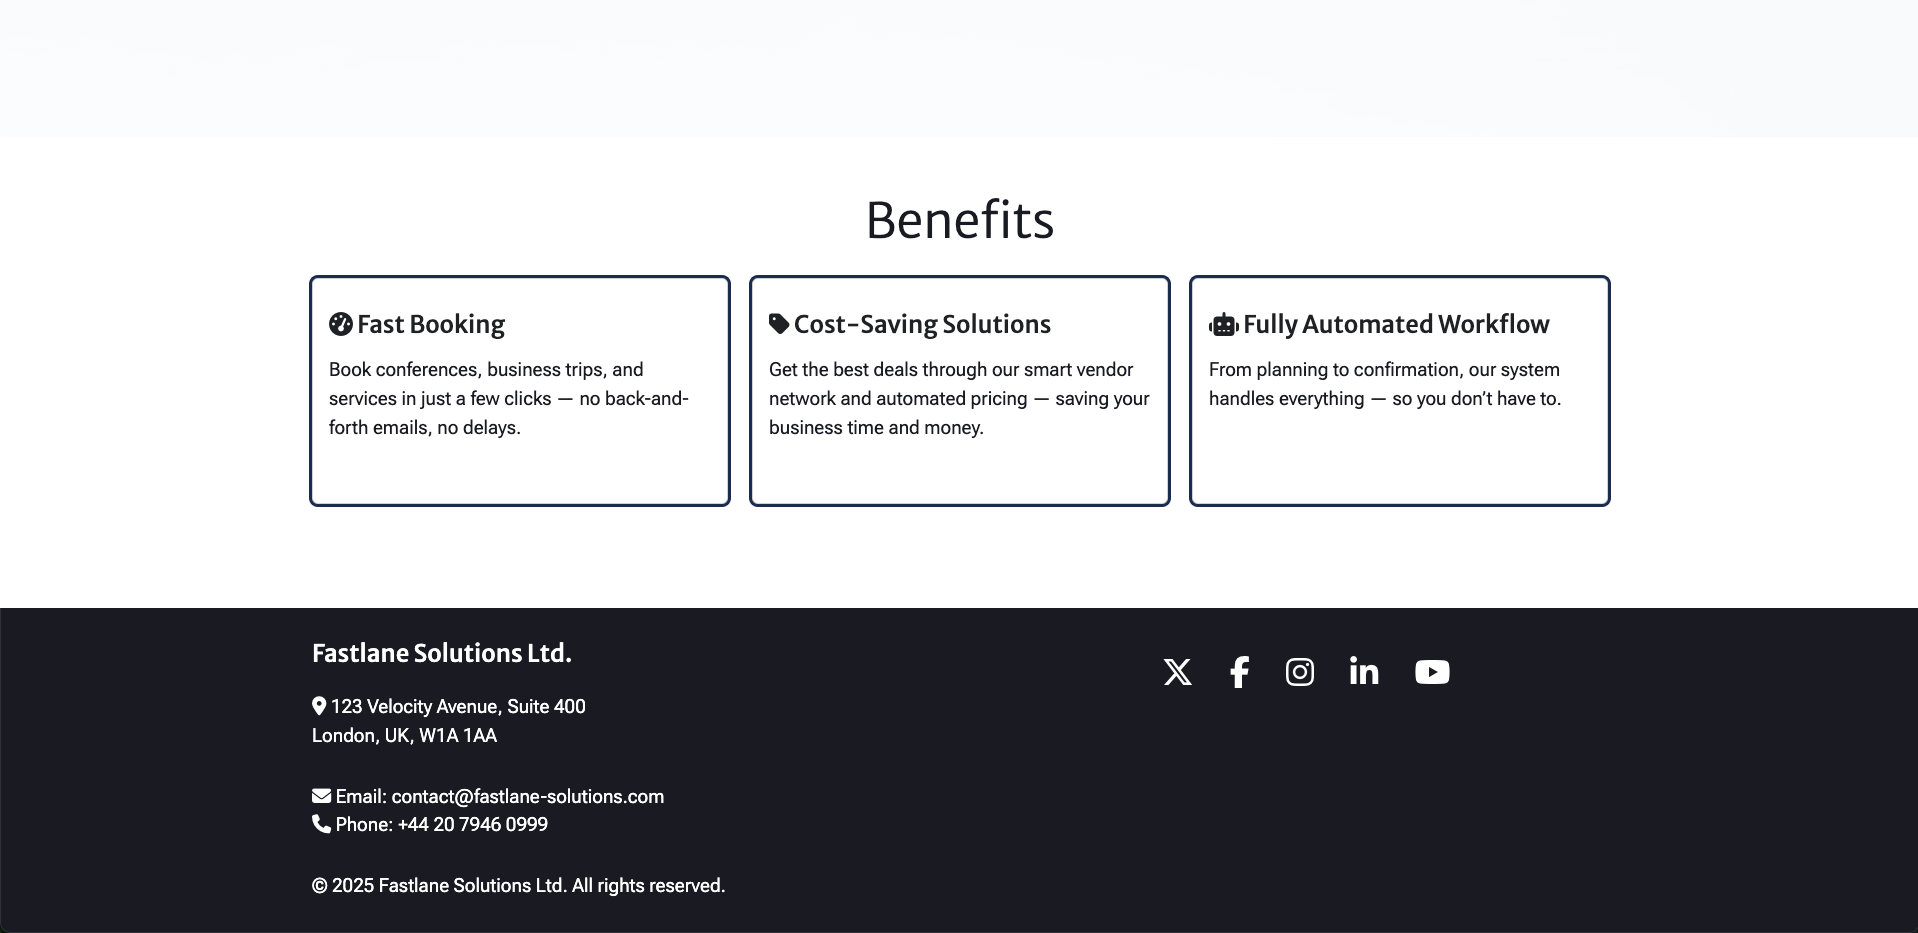 Benefits
Fast Booking
Book conferences, business trips, and
services in just a few clicks — no back-and-
forth emails, no delays.
Cost-Saving Solutions
Get the best deals through our smart vendor
network and automated pricing — saving your
business time and money.
Fully Automated Workflow
From planning to confirmation, our system
handles everything — so you don’t have to.
Fastlane Solutions Ltd.
123 Velocity Avenue, Suite 400
London, UK, W1A 1AA
Email: contact@fastlane-solutions.com
Phone: +44 20 7946 0999
© 2025 Fastlane Solutions Ltd. All rights reserved.